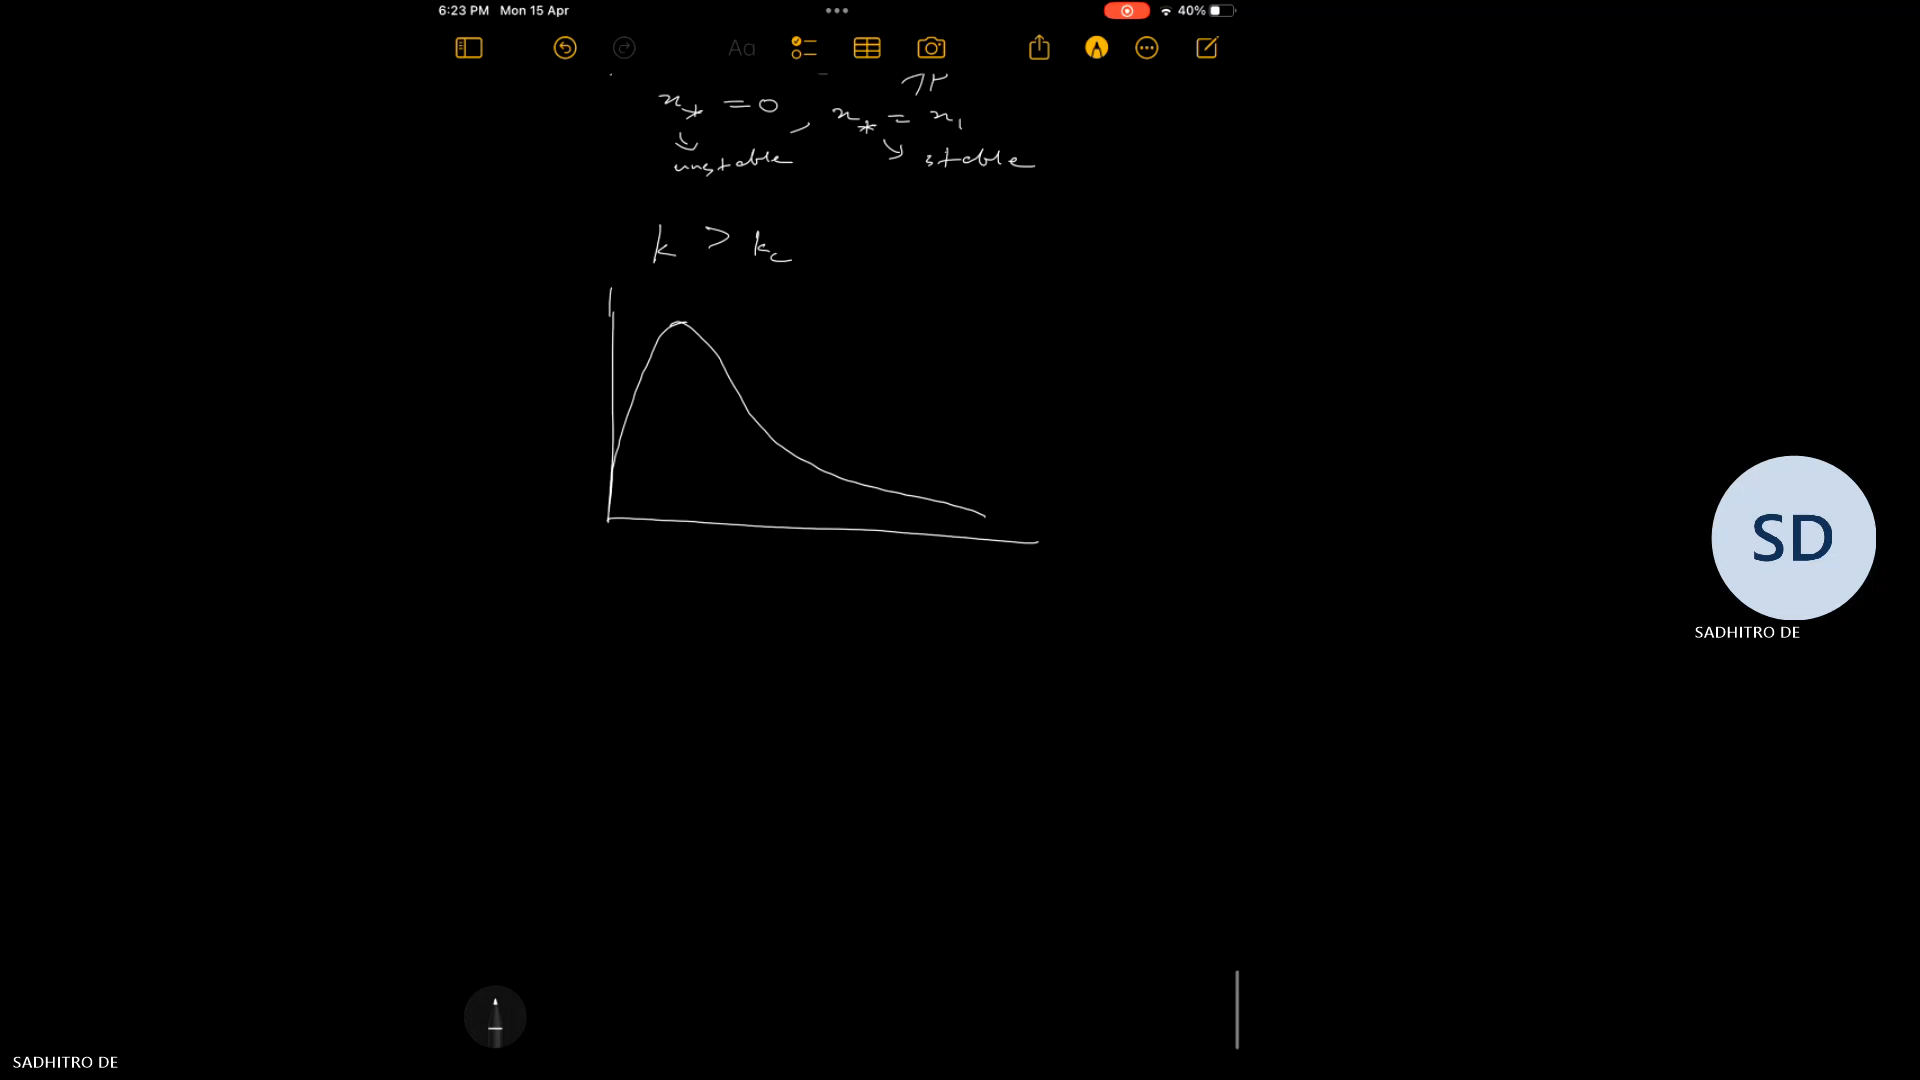 6:23 PM Mon 15 Apr
40%
Aa
x* = 0 , x* = x₁
unstable stable
k > kc
SD
SADHITRO DE
SADHITRO DE